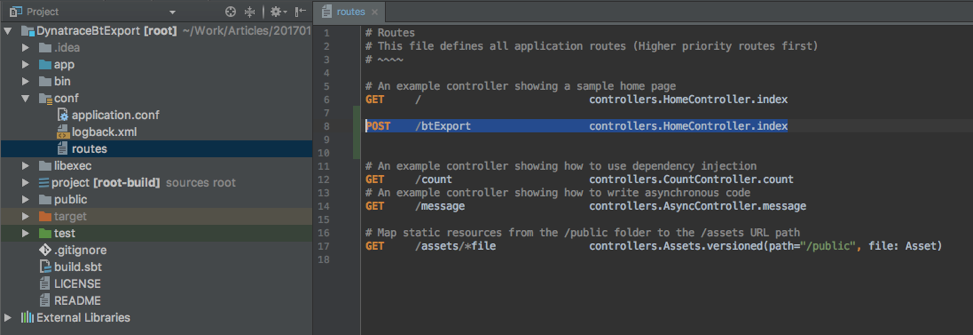 Project
DynatraceBtExport [root] ~/Work/Articles/201701
.idea
app
bin
conf
application.conf
logback.xml
routes
libexec
project [root-build] sources root
public
target
test
.gitignore
build.sbt
LICENSE
README
External Libraries
routes
1 # Routes
2 # This file defines all application routes (Higher priority routes first)
3 # ~~~~
4
5 # An example controller showing a sample home page
6 GET / controllers.HomeController.index
7
8 POST /btExport controllers.HomeController.index
9
10
11 # An example controller showing how to use dependency injection
12 GET /count controllers.CountController.count
13 # An example controller showing how to write asynchronous code
14 GET /message controllers.AsyncController.message
15
16 # Map static resources from the /public folder to the /assets URL path
17 GET /assets/*file controllers.Assets.versioned(path="/public", file: Asset)
18